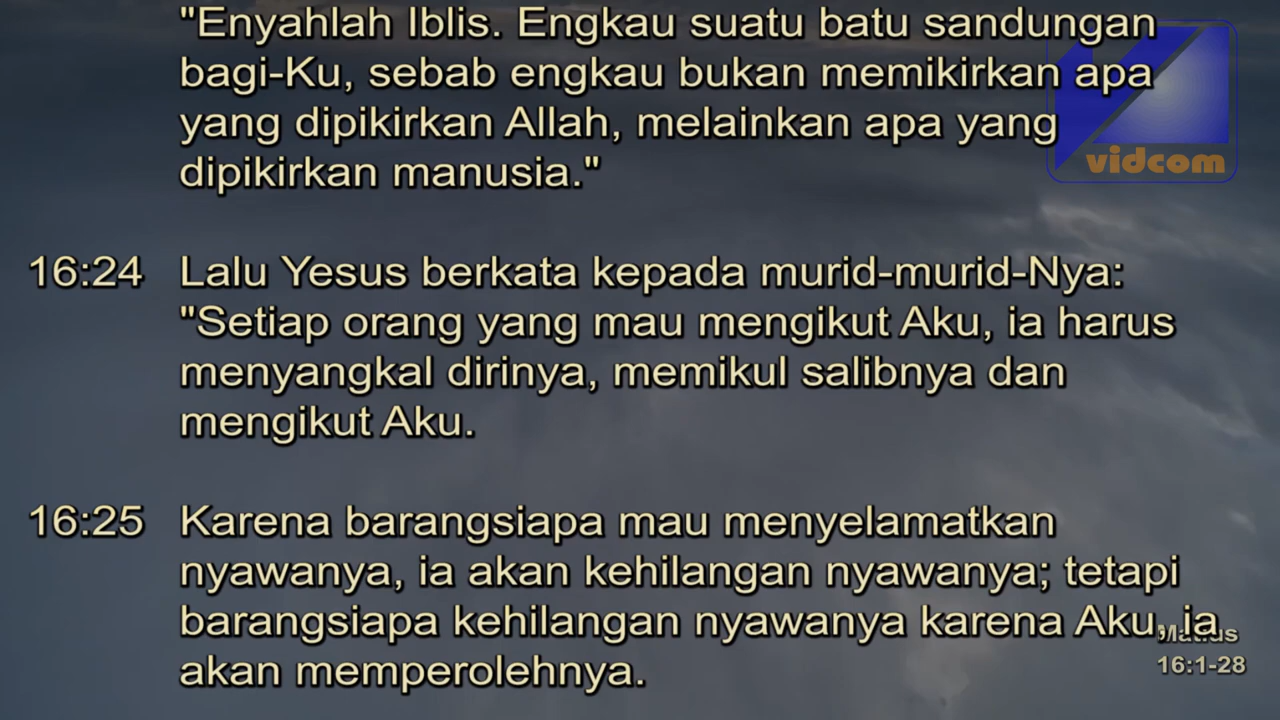 "Enyahlah Iblis. Engkau suatu batu sandungan
bagi-Ku, sebab engkau bukan memikirkan apa
yang dipikirkan Allah, melainkan apa yang
dipikirkan manusia."
vidcom
16:24 Lalu Yesus berkata kepada murid-murid-Nya:
"Setiap orang yang mau mengikut Aku, ia harus
menyangkal dirinya, memikul salibnya dan
mengikut Aku.
16:25 Karena barangsiapa mau menyelamatkan
nyawanya, ia akan kehilangan nyawanya; tetapi
barangsiapa kehilangan nyawanya karena Aku, ia
akan memperolehnya.
Matius
16:1-28